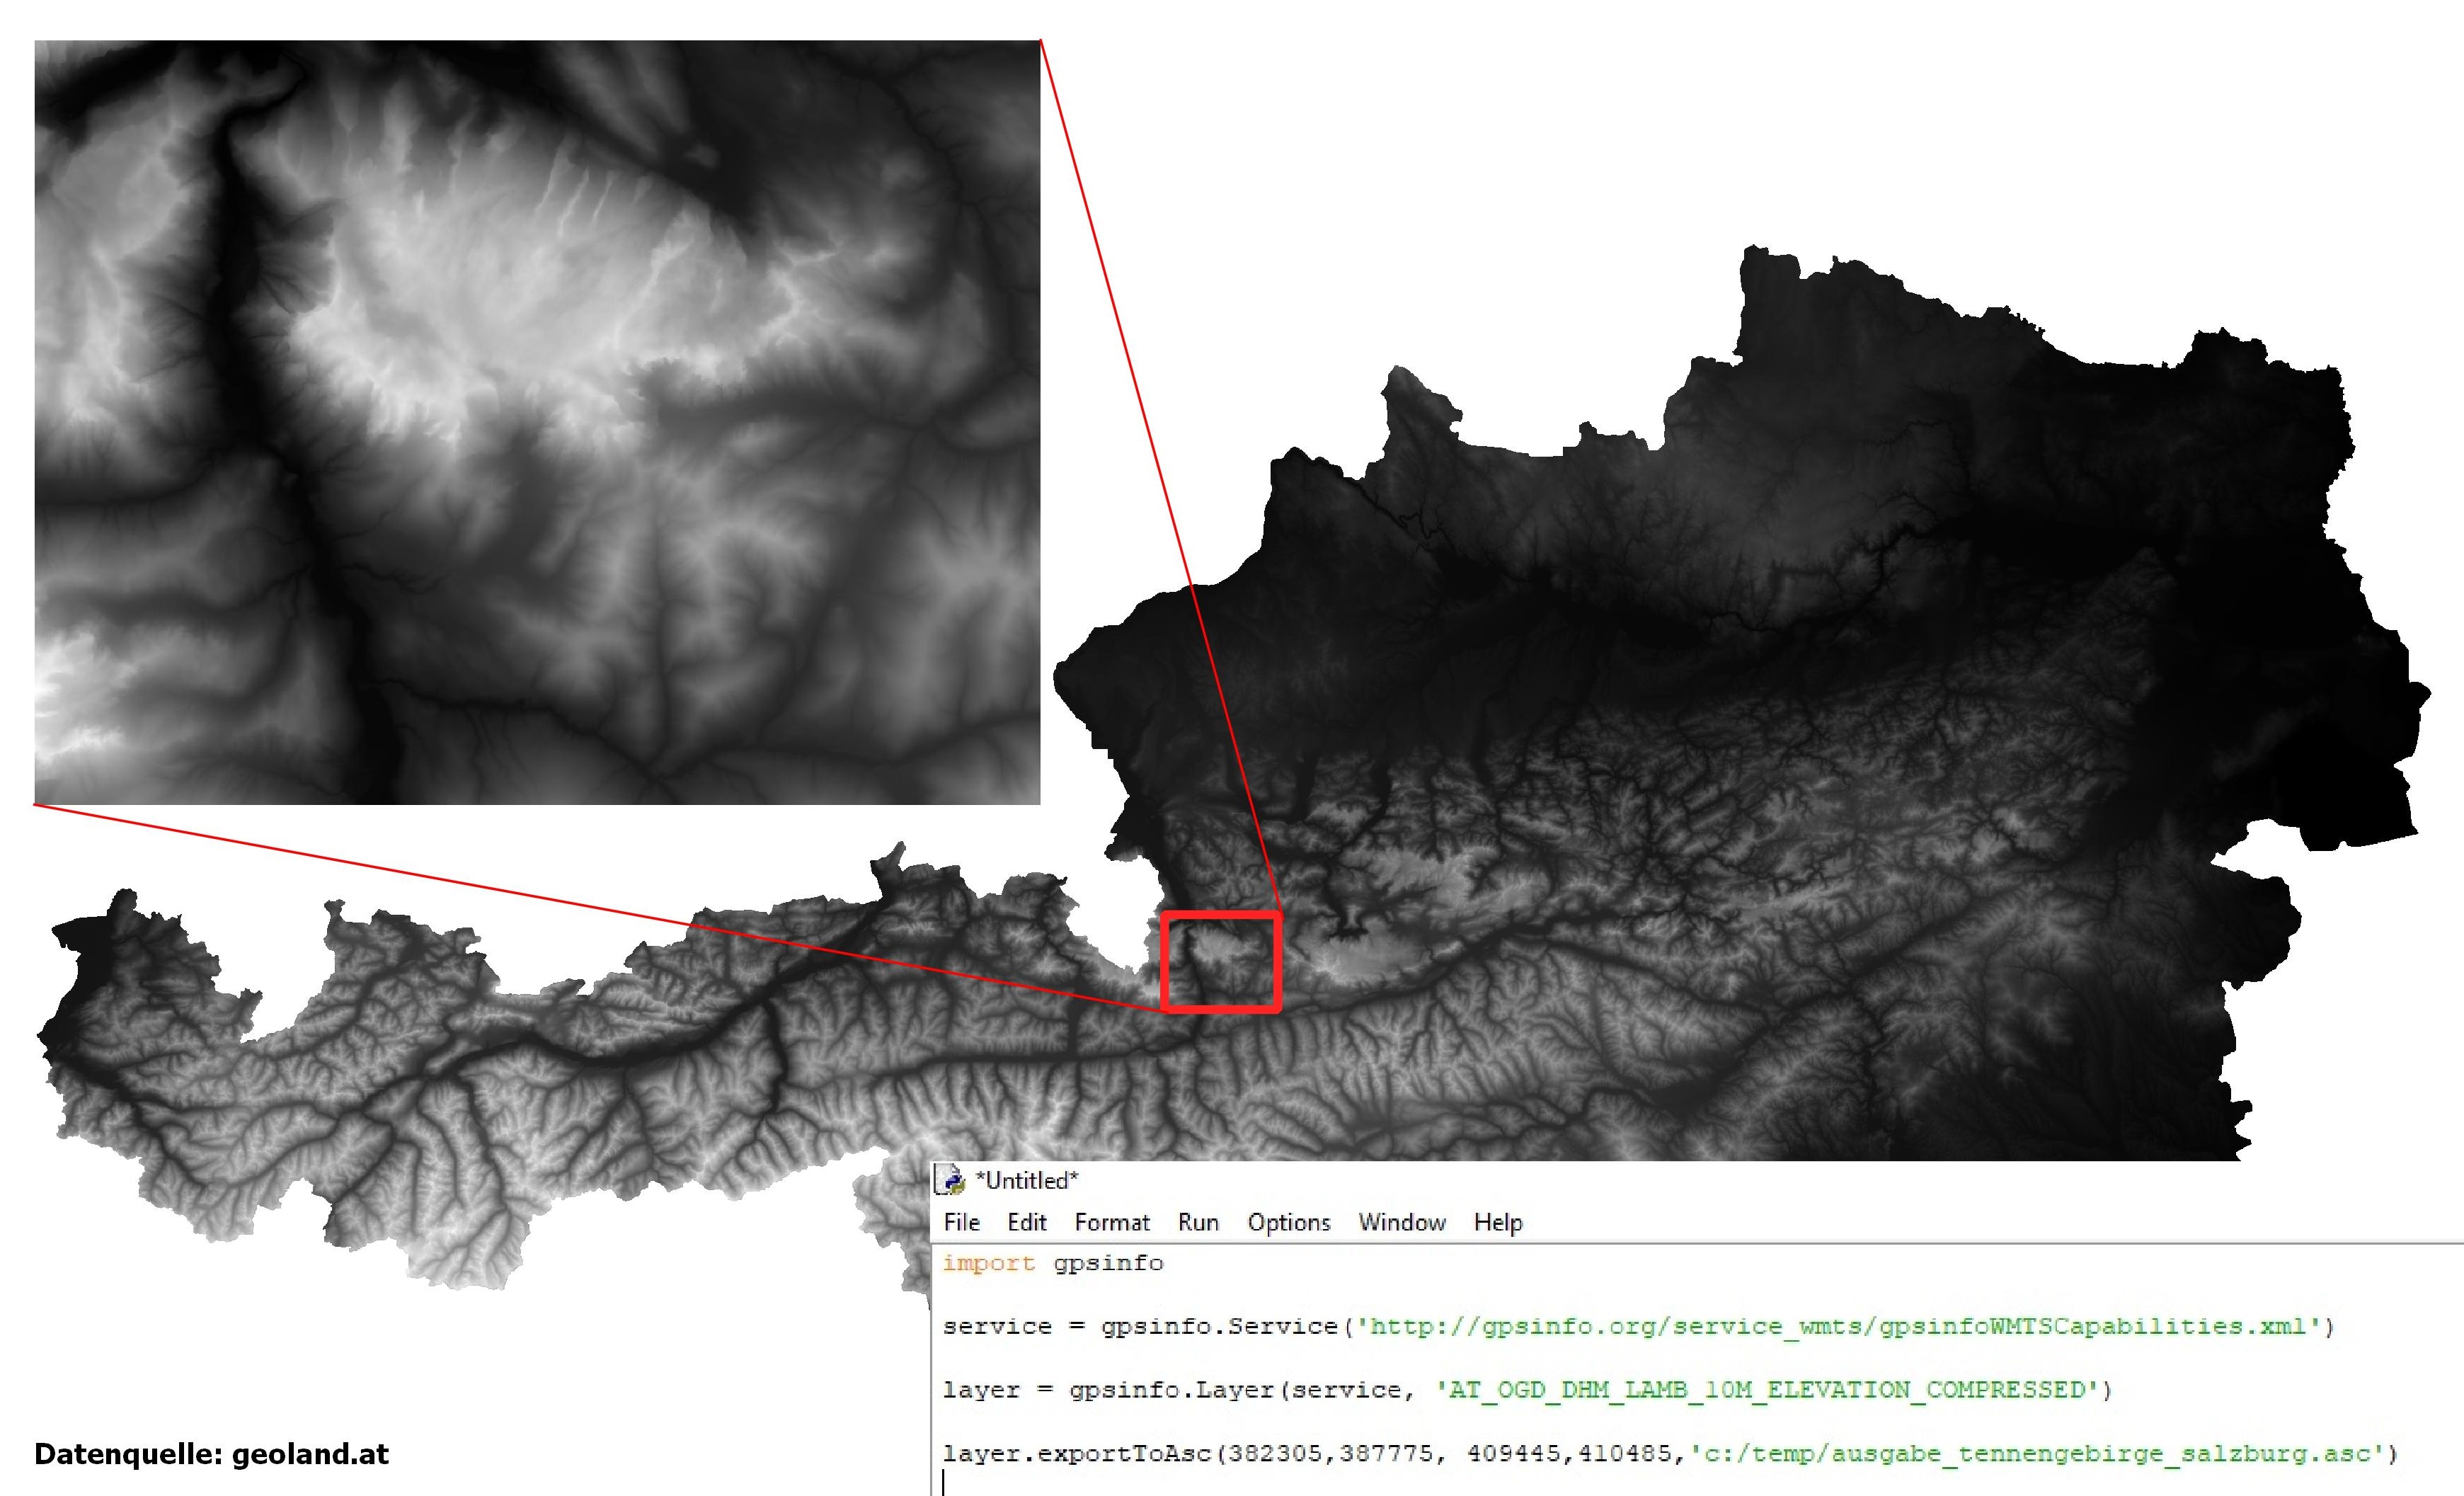 *Untitled*
File Edit Format Run Options Window Help
import gpsinfo
service = gpsinfo.Service('http://gpsinfo.org/service_wmts/gpsinfoWMTSCapabilities.xml')
layer = gpsinfo.Layer(service, 'AT_OGD_DHM_LAMB_10M_ELEVATION_COMPRESSED')
layer.exportToAsc(382305,387775, 409445,410485,'c:/temp/ausgabe_tennengebirge_salzburg.asc')
Datenquelle: geoland.at